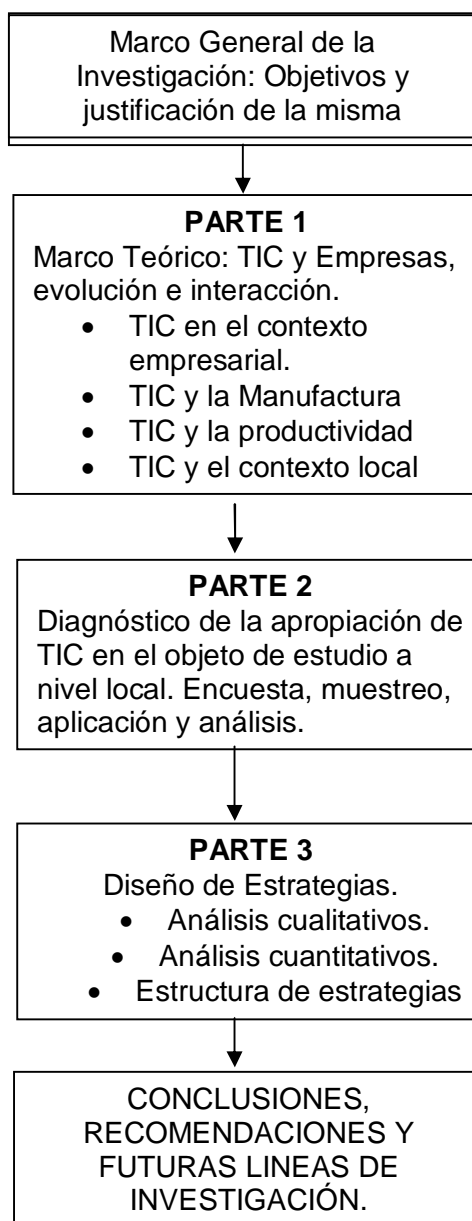 Marco General de la
Investigación: Objetivos y
justificación de la misma
PARTE 1
Marco Teórico: TIC y Empresas,
evolución e interacción.
• TIC en el contexto
empresarial.
• TIC y la Manufactura
• TIC y la productividad
• TIC y el contexto local
PARTE 2
Diagnóstico de la apropiación de
TIC en el objeto de estudio a
nivel local. Encuesta, muestreo,
aplicación y análisis.
PARTE 3
Diseño de Estrategias.
• Análisis cualitativos.
• Análisis cuantitativos.
• Estructura de estrategias
CONCLUSIONES,
RECOMENDACIONES Y
FUTURAS LINEAS DE
INVESTIGACIÓN.